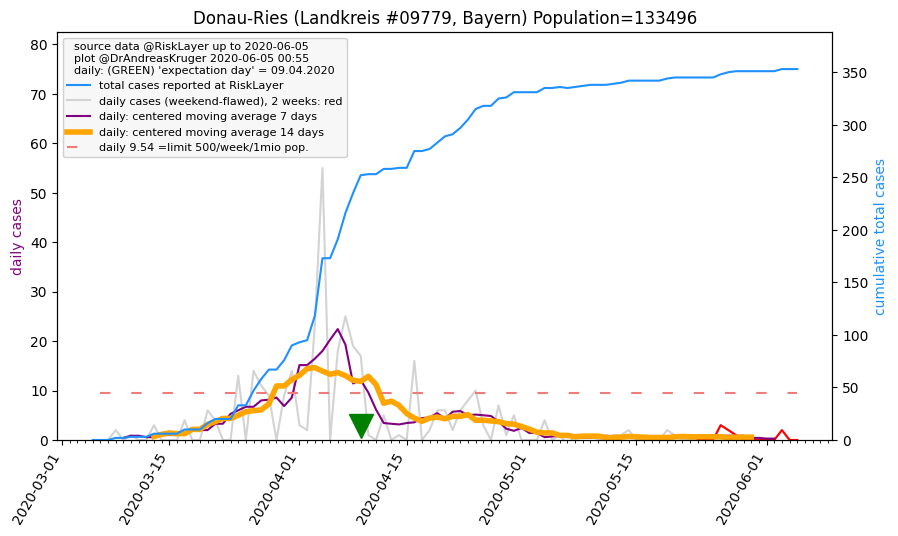 Donau-Ries (Landkreis #09779, Bayern) Population=133496
source data @RiskLayer up to 2020-06-05
plot @DrAndreasKruger 2020-06-05 00:55
daily: (GREEN) 'expectation day' = 09.04.2020
total cases reported at RiskLayer
daily cases (weekend-flawed), 2 weeks: red
daily: centered moving average 7 days
daily: centered moving average 14 days
daily 9.54 =limit 500/week/1mio pop.
daily cases
80
70
60
50
40
30
20
10
0
cumulative total cases
350
300
250
200
150
100
50
0
2020-03-01
2020-03-15
2020-04-01
2020-04-15
2020-05-01
2020-05-15
2020-06-01